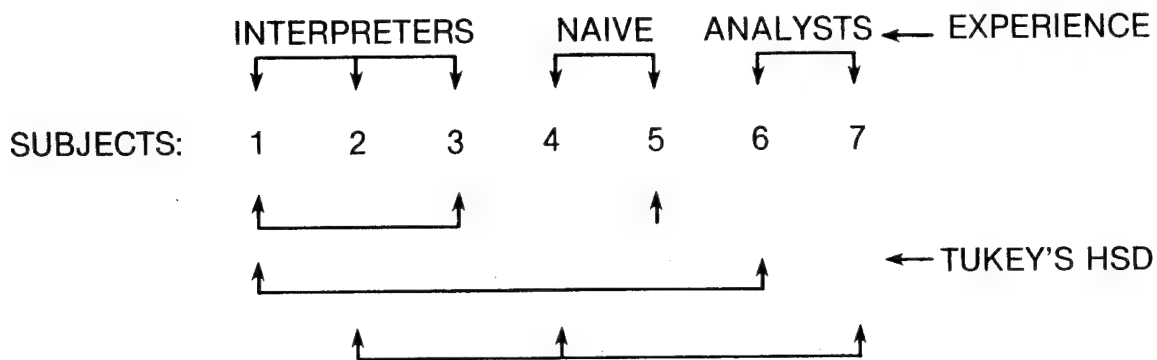 INTERPRETERS NAIVE ANALYSTS EXPERIENCE
SUBJECTS: 1 2 3 4 5 6 7
TUKEY'S HSD